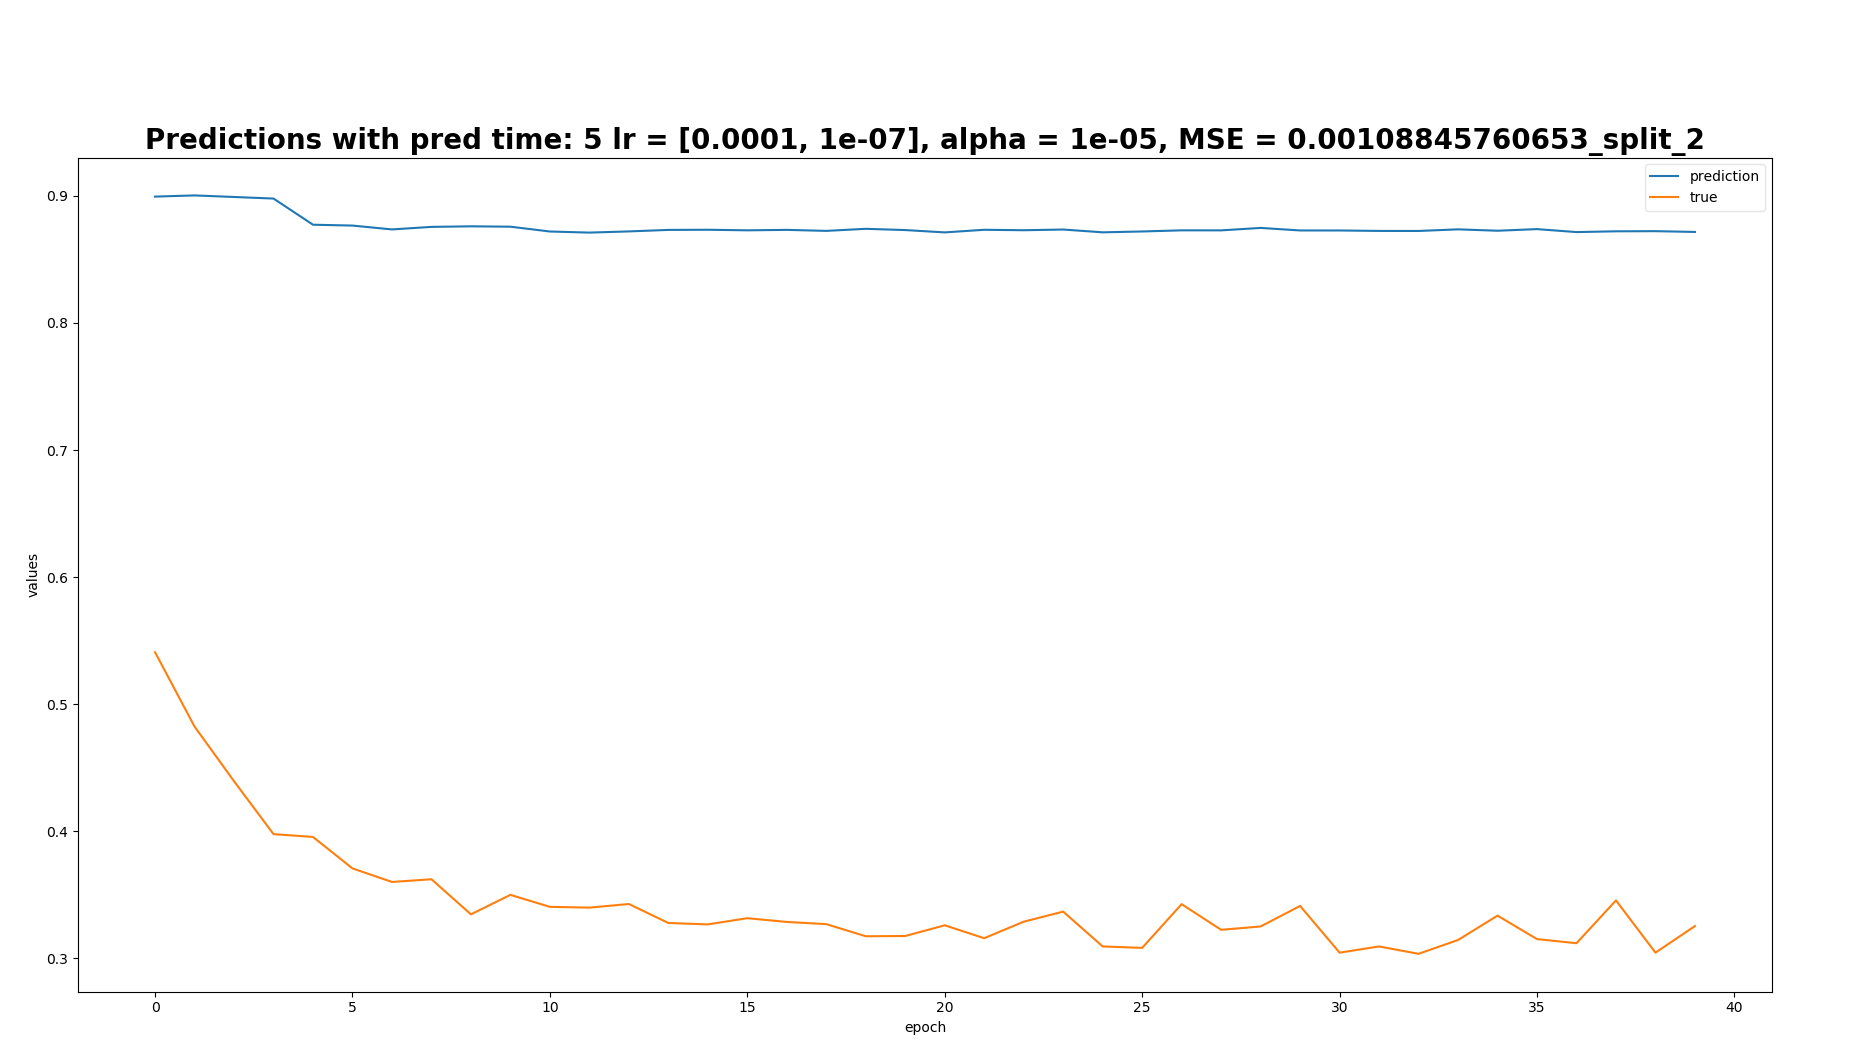 Predictions with pred time: 5 lr = [0.0001, 1e-07], alpha = 1e-05, MSE = 0.00108845760653_split_2
prediction
true
0.9
0.8
0.7
0.6
0.5
0.4
0.3
values
0 5 10 15 20 25 30 35 40
epoch